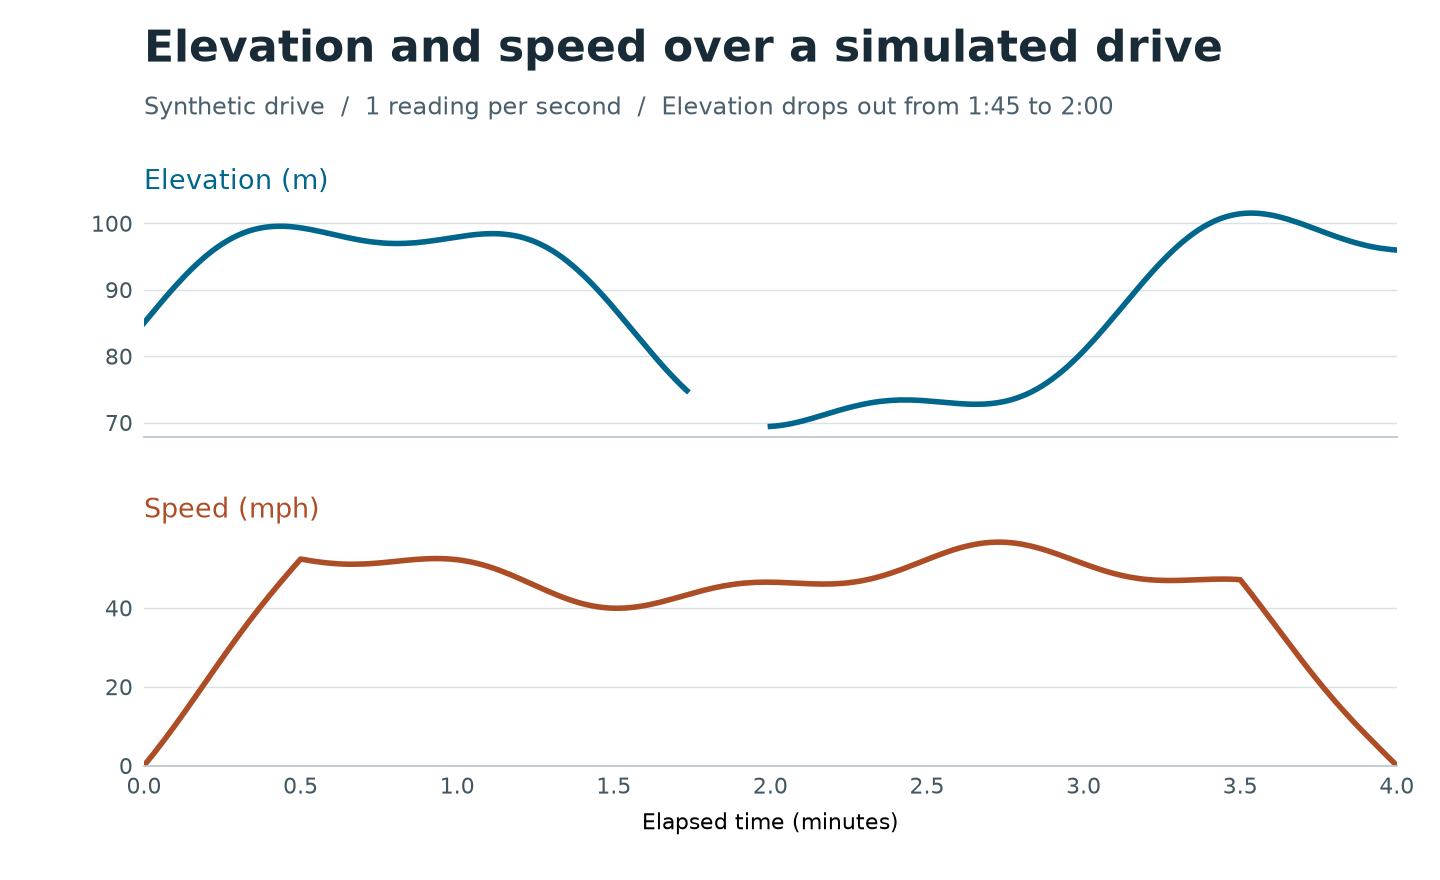 Elevation and speed over a simulated drive
Synthetic drive / 1 reading per second / Elevation drops out from 1:45 to 2:00
Elevation (m)
100
90
80
70
Speed (mph)
40
20
0
0.0 0.5 1.0 1.5 2.0 2.5 3.0 3.5 4.0
Elapsed time (minutes)